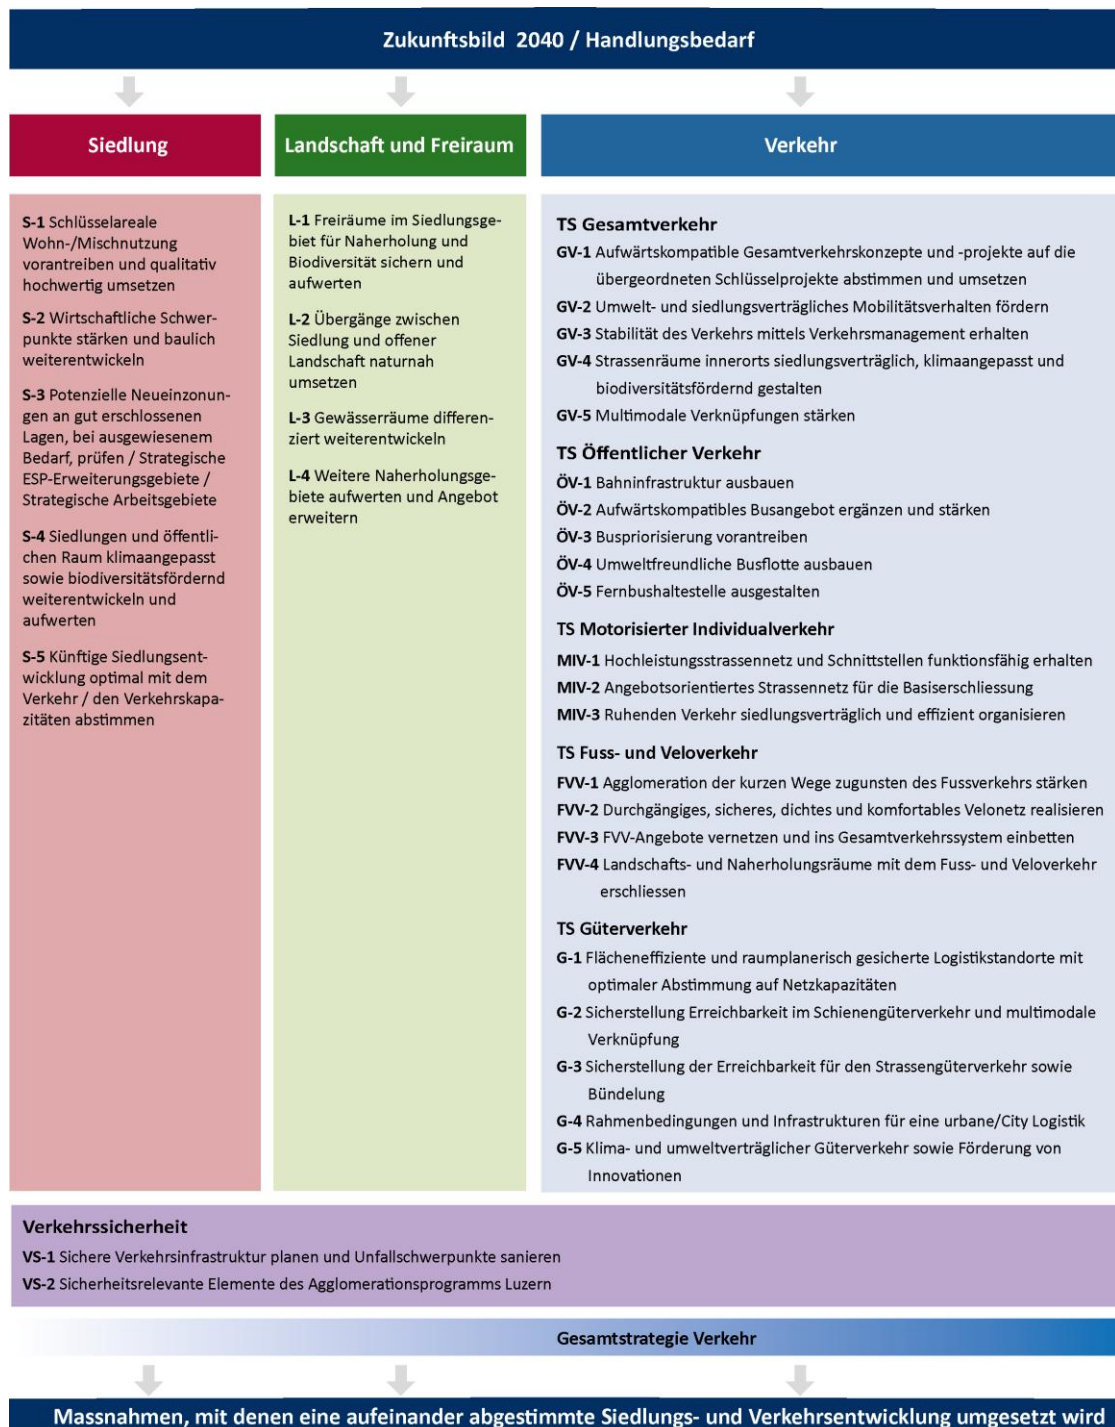 Zukunftsbild 2040 / Handlungsbedarf
Siedlung
S-1 Schlüsselareale
Wohn-/Mischnutzung
vorantreiben und qualitativ
hochwertig umsetzen
S-2 Wirtschaftliche Schwer-
punkte stärken und baulich
weiterentwickeln
S-3 Potenzielle Neueinzonun-
gen an gut erschlossenen
Lagen, bei ausgewiesenem
Bedarf, prüfen / Strategische
ESP-Erweiterungsgebiete /
Strategische Arbeitsgebiete
S-4 Siedlungen und öffentli-
chen Raum klimaangepasst
sowie biodiversitätsfördernd
weiterentwickeln und
aufwerten
S-5 Künftige Siedlungsent-
wicklung optimal mit dem
Verkehr / den Verkehrskapa-
zitäten abstimmen
Landschaft und Freiraum
L-1 Freiräume im Siedlungsge-
biet für Naherholung und
Biodiversität sichern und
aufwerten
L-2 Übergänge zwischen
Siedlung und offener
Landschaft naturnah
umsetzen
L-3 Gewässerräume differen-
ziert weiterentwickeln
L-4 Weitere Naherholungsge-
biete aufwerten und Angebot
erweitern
Verkehr
TS Gesamtverkehr
GV-1 Aufwärtskompatible Gesamtverkehrskonzepte und -projekte auf die
übergeordneten Schlüsselprojekte abstimmen und umsetzen
GV-2 Umwelt- und siedlungsverträgliches Mobilitätsverhalten fördern
GV-3 Stabilität des Verkehrs mittels Verkehrsmanagement erhalten
GV-4 Strassenräume innerorts siedlungsverträglich, klimaangepasst und
biodiversitätsfördernd gestalten
GV-5 Multimodale Verknüpfungen stärken
TS Öffentlicher Verkehr
ÖV-1 Bahninfrastruktur ausbauen
ÖV-2 Aufwärtskompatibles Busangebot ergänzen und stärken
ÖV-3 Buspriorisierung vorantreiben
ÖV-4 Umweltfreundliche Busflotte ausbauen
ÖV-5 Fernbushaltestelle ausgestalten
TS Motorisierter Individualverkehr
MIV-1 Hochleistungsstrassennetz und Schnittstellen funktionsfähig erhalten
MIV-2 Angebotsorientiertes Strassennetz für die Basiserschliessung
MIV-3 Ruhenden Verkehr siedlungsverträglich und effizient organisieren
TS Fuss- und Veloverkehr
FVV-1 Agglomeration der kurzen Wege zugunsten des Fussverkehrs stärken
FVV-2 Durchgängiges, sicheres, dichtes und komfortables Velonetz realisieren
FVV-3 FVV-Angebote vernetzen und ins Gesamtverkehrssystem einbetten
FVV-4 Landschafts- und Naherholungsräume mit dem Fuss- und Veloverkehr
erschliessen
TS Güterverkehr
G-1 Flächeneffiziente und raumplanerisch gesicherte Logistikstandorte mit
optimaler Abstimmung auf Netzkapazitäten
G-2 Sicherstellung Erreichbarkeit im Schienengüterverkehr und multimodale
Verknüpfung
G-3 Sicherstellung der Erreichbarkeit für den Strassengüterverkehr sowie
Bündelung
G-4 Rahmenbedingungen und Infrastrukturen für eine urbane/City Logistik
G-5 Klima- und umweltverträglicher Güterverkehr sowie Förderung von
Innovationen
Verkehrssicherheit
VS-1 Sichere Verkehrsinfrastruktur planen und Unfallschwerpunkte sanieren
VS-2 Sicherheitsrelevante Elemente des Agglomerationsprogramms Luzern
Gesamtstrategie Verkehr
Massnahmen, mit denen eine aufeinander abgestimmte Siedlungs- und Verkehrsentwicklung umgesetzt wird